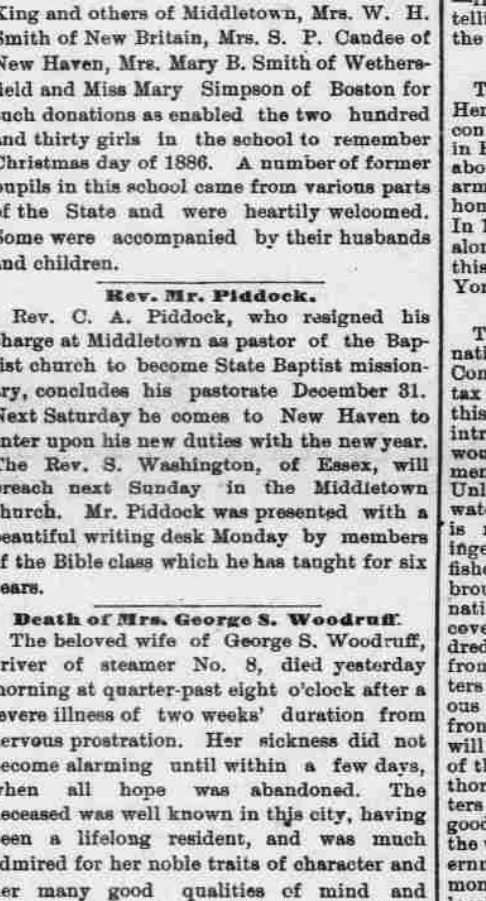 King and others of Middletown, Mrs. W. H.
Smith of New Britain, Mrs. S. P. Candee of
New Haven, Mrs. Mary B. Smith of Wethers-
field and Miss Mary Simpson of Boston for
such donations as enabled the two hundred
and thirty girls in the school to remember
Christmas day of 1886. A number of former
pupils in this school came from various parts
of the State and were heartily welcomed.
Some were accompanied by their husbands
and children.
Rev. Mr. Piddock.
Rev. C. A. Piddock, who resigned his
charge at Middletown as pastor of the Bap-
tist church to become State Baptist mission-
ary, concludes his pastorate December 31.
Next Saturday he comes to New Haven to
enter upon his new duties with the new year.
The Rev. S. Washington, of Essex, will
preach next Sunday in the Middletown
church. Mr. Piddock was presented with a
beautiful writing desk Monday by members
of the Bible class which he has taught for six
years.
Death of Mrs. George S. Woodruff.
The beloved wife of George S. Woodruff,
driver of steamer No. 8, died yesterday
morning at quarter-past eight o'clock after a
severe illness of two weeks' duration from
nervous prostration. Her sickness did not
become alarming until within a few days,
when all hope was abandoned. The
deceased was well known in this city, having
been a lifelong resident, and was much
admired for her noble traits of character and
her many good qualities of mind and